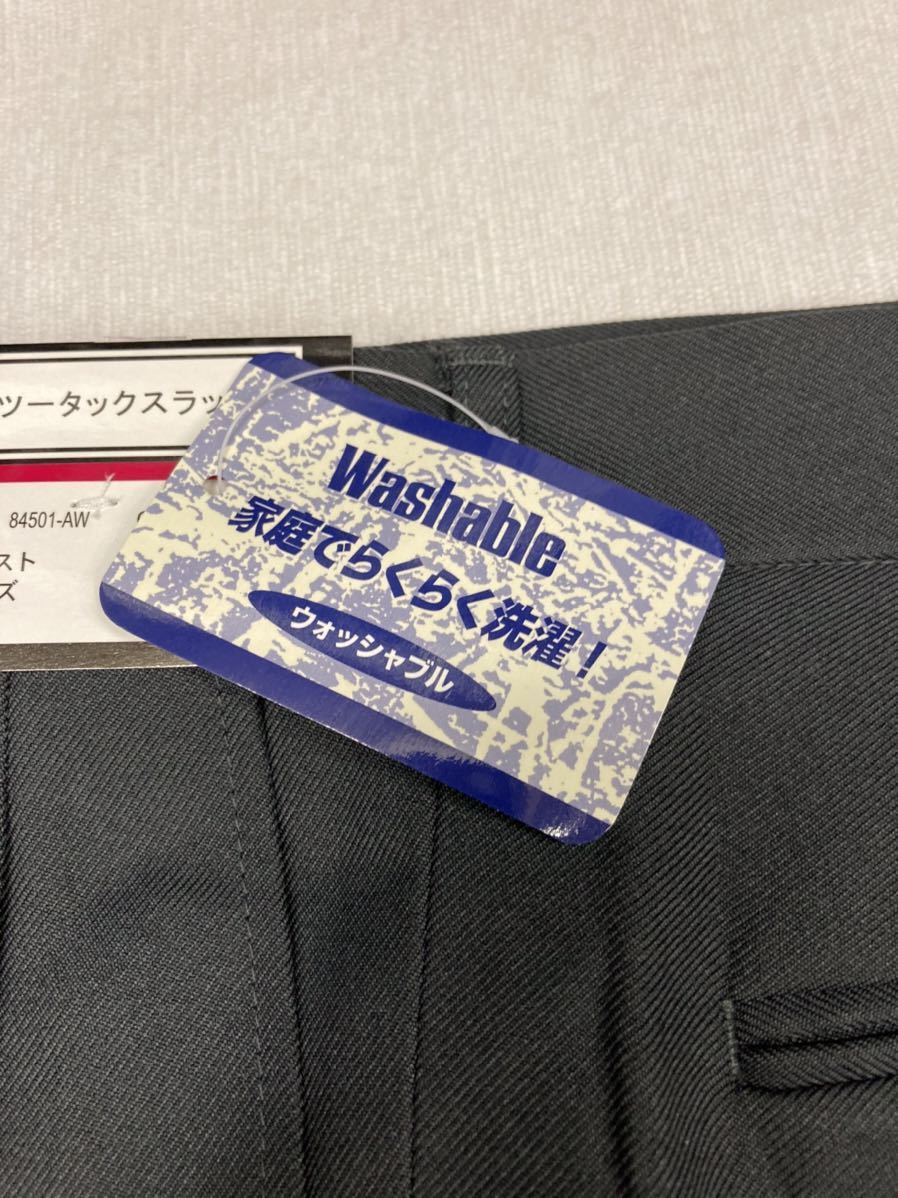 ツータックスラッ
84501-AW
スト
ズ
Washable
家庭でらくらく洗濯！
ウォッシャブル